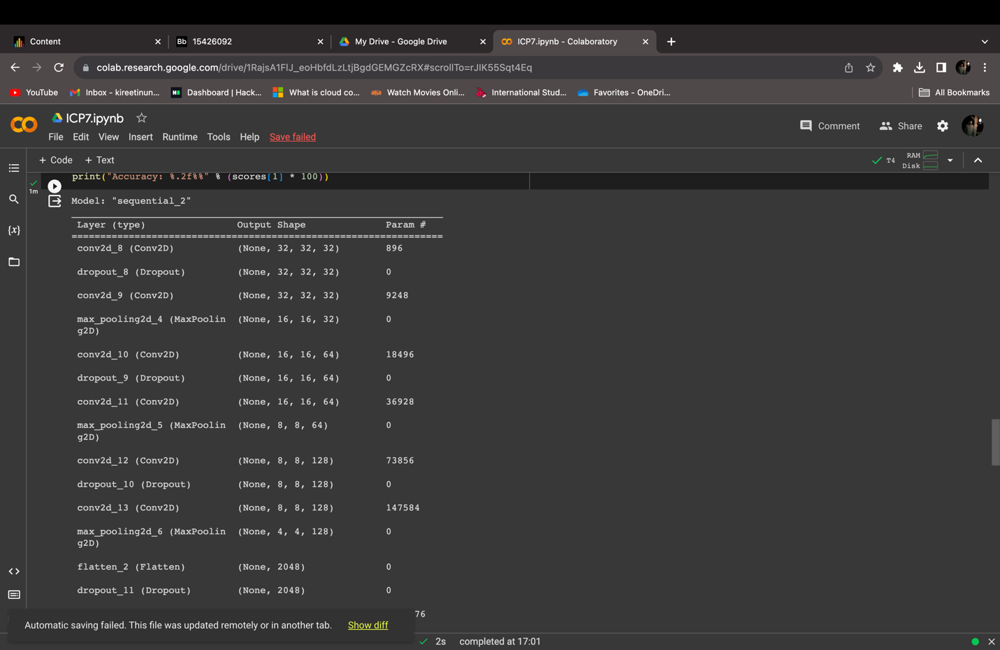 Content
Bb 15426092
My Drive - Google Drive
ICP7.ipynb - Colaboratory
colab.research.google.com/drive/1RajsA1FlJ_eoHbfdLzLtjBgdGEMGZcRX#scrollTo=rJIK55Sqt4Eq
YouTube
Inbox - kireetinun...
Dashboard | Hack...
What is cloud co...
Watch Movies Onli...
International Stud...
Favorites - OneDri...
All Bookmarks
ICP7.ipynb
Comment
Share
File Edit View Insert Runtime Tools Help Save failed
+ Code + Text
T4
RAM
Disk
print("Accuracy: %.2f%%" % (scores[1] * 100))
1m
Model: "sequential_2"
Layer (type) Output Shape Param #
=================================================================
conv2d_8 (Conv2D) (None, 32, 32, 32) 896
dropout_8 (Dropout) (None, 32, 32, 32) 0
conv2d_9 (Conv2D) (None, 32, 32, 32) 9248
max_pooling2d_4 (MaxPoolin (None, 16, 16, 32) 0
g2D)
conv2d_10 (Conv2D) (None, 16, 16, 64) 18496
dropout_9 (Dropout) (None, 16, 16, 64) 0
conv2d_11 (Conv2D) (None, 16, 16, 64) 36928
max_pooling2d_5 (MaxPoolin (None, 8, 8, 64) 0
g2D)
conv2d_12 (Conv2D) (None, 8, 8, 128) 73856
dropout_10 (Dropout) (None, 8, 8, 128) 0
conv2d_13 (Conv2D) (None, 8, 8, 128) 147584
max_pooling2d_6 (MaxPoolin (None, 4, 4, 128) 0
g2D)
flatten_2 (Flatten) (None, 2048) 0
dropout_11 (Dropout) (None, 2048) 0
76
Automatic saving failed. This file was updated remotely or in another tab. Show diff
2s completed at 17:01